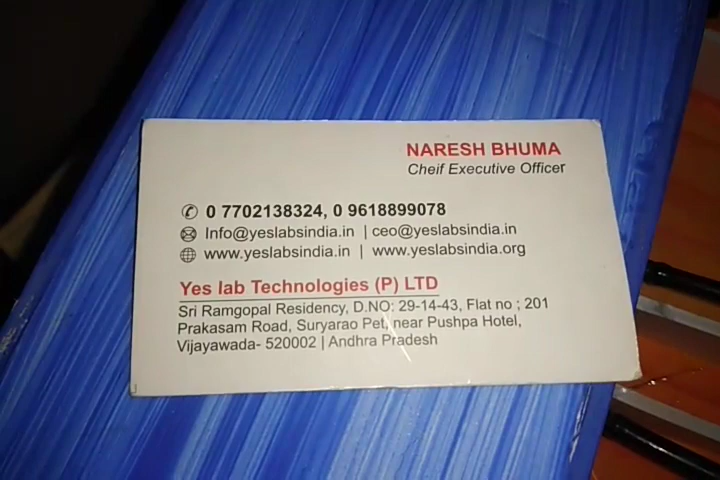 NARESH BHUMA
Cheif Executive Officer
0 7702138324, 0 9618899078
Info@yeslabsindia.in | ceo@yeslabsindia.in
www.yeslabsindia.in | www.yeslabsindia.org
Yes lab Technologies (P) LTD
Sri Ramgopal Residency, D.NO: 29-14-43, Flat no ; 201
Prakasam Road, Suryarao Pet, near Pushpa Hotel,
Vijayawada- 520002 | Andhra Pradesh